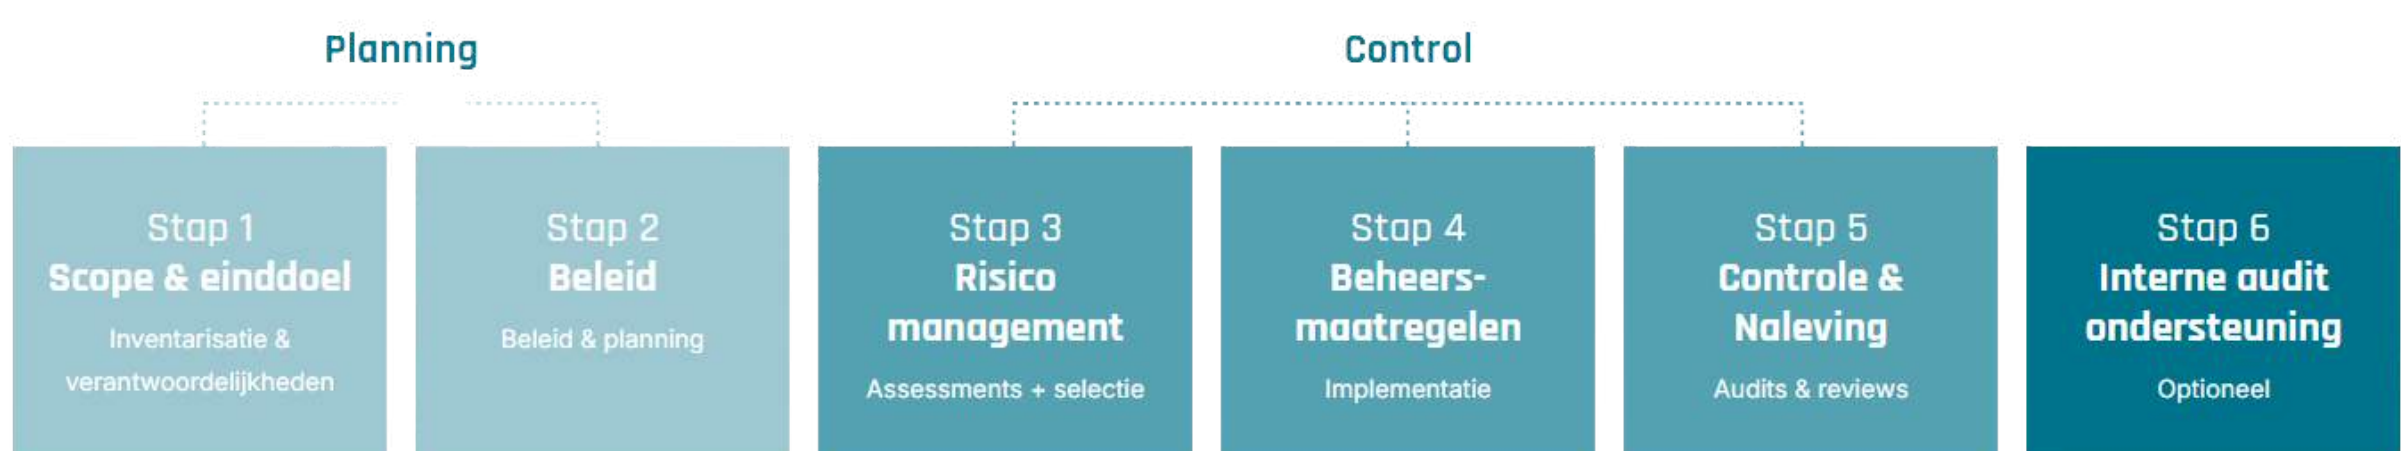 Planning
Control
Stap 1
Scope & einddoel
Inventarisatie &
verantwoordelijkheden
Stap 2
Beleid
Beleid & planning
Stap 3
Risico
management
Assessments + selectie
Stap 4
Beheers-
maatregelen
Implementatie
Stap 5
Controle &
Naleving
Audits & reviews
Stap 6
Interne audit
ondersteuning
Optioneel